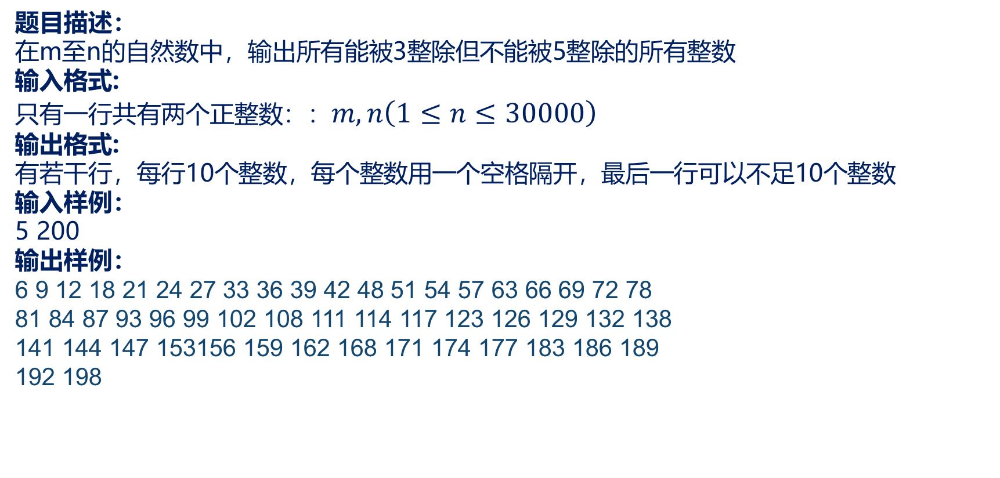 题目描述：
在m至n的自然数中，输出所有能被3整除但不能被5整除的所有整数
输入格式:
只有一行共有两个正整数：：m,n(1 ≤ n ≤ 30000)
输出格式:
有若干行，每行10个整数，每个整数用一个空格隔开，最后一行可以不足10个整数
输入样例：
5 200
输出样例：
6 9 12 18 21 24 27 33 36 39 42 48 51 54 57 63 66 69 72 78
81 84 87 93 96 99 102 108 111 114 117 123 126 129 132 138
141 144 147 153156 159 162 168 171 174 177 183 186 189
192 198